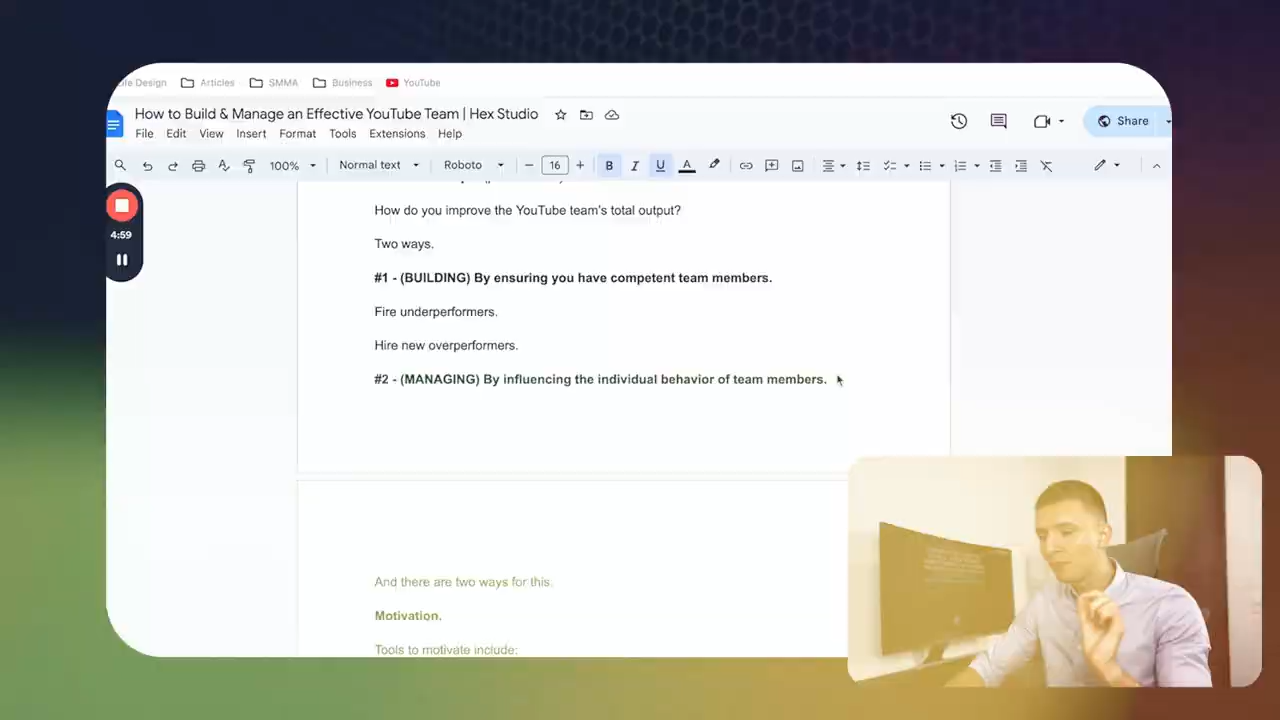 Articles SMMA Business YouTube
How to Build & Manage an Effective YouTube Team | Hex Studio
File Edit View Insert Format Tools Extensions Help
Share
100% Normal text Roboto 16 B I U A
How do you improve the YouTube team's total output?
4:59
Two ways.
#1 - (BUILDING) By ensuring you have competent team members.
Fire underperformers.
Hire new overperformers.
#2 - (MANAGING) By influencing the individual behavior of team members.
And there are two ways for this.
Motivation.
Tools to motivate include: